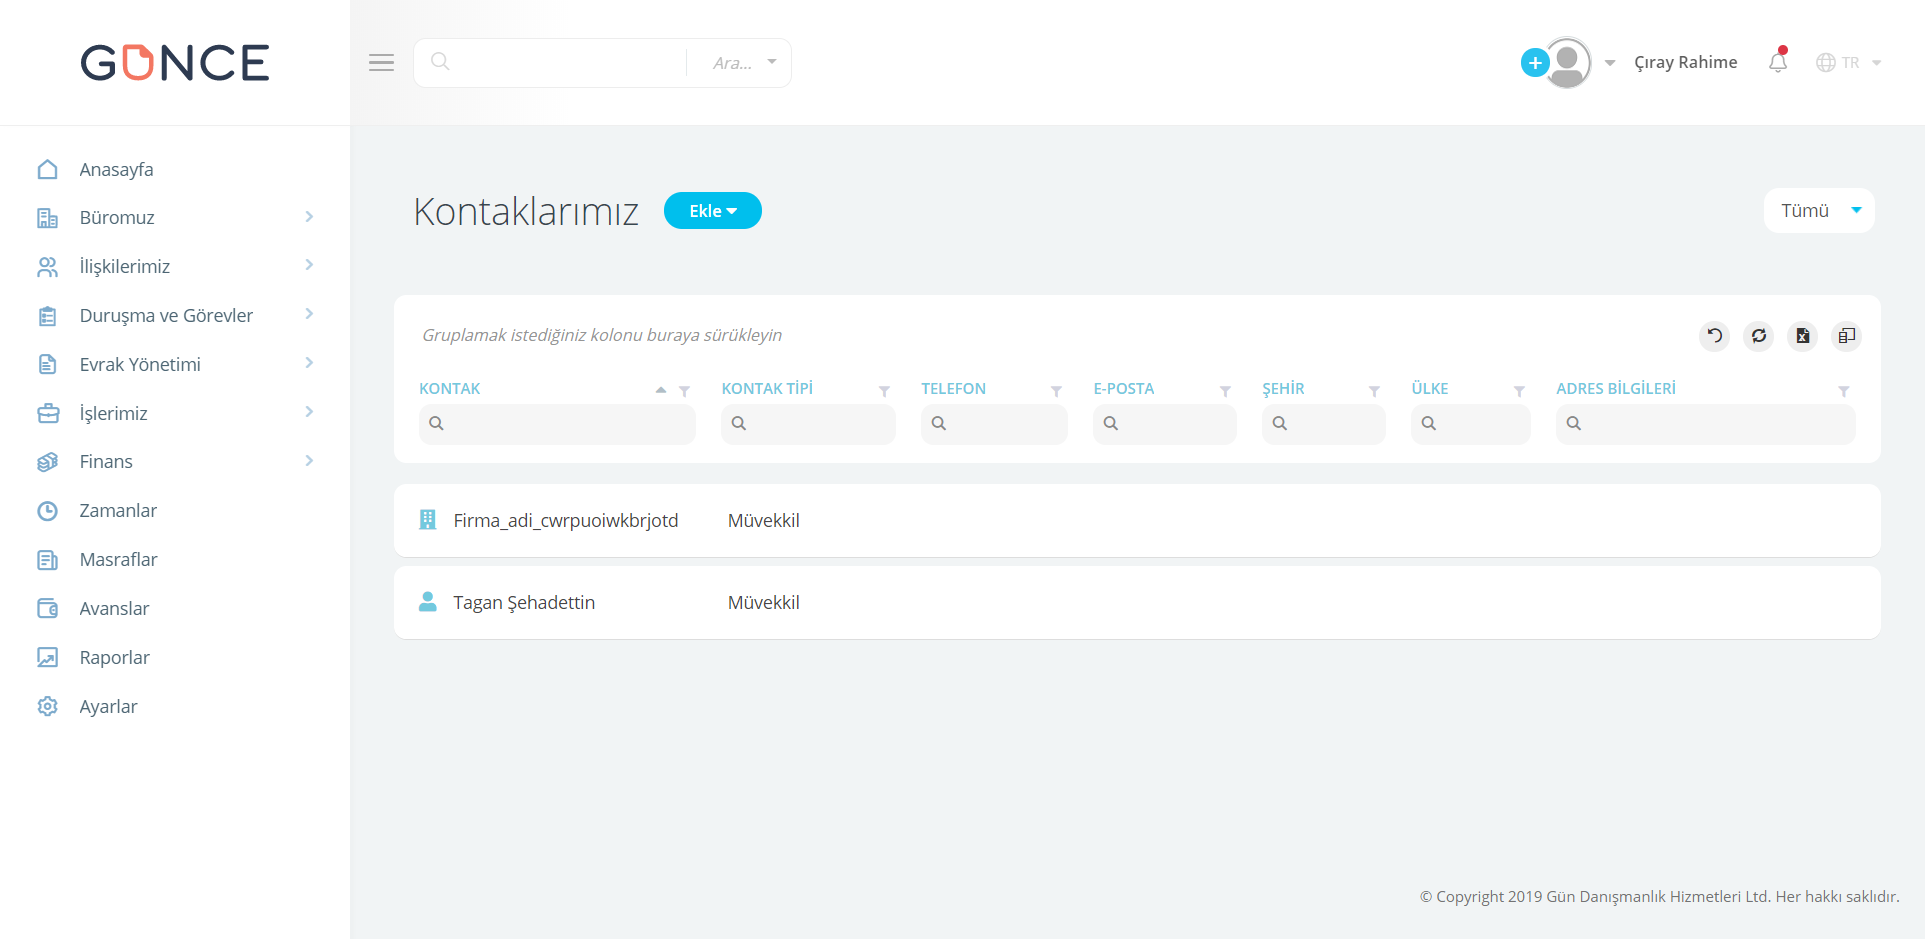 GÜNCE
Ara...
Çıray Rahime
TR
Anasayfa
Büromuz
İlişkilerimiz
Duruşma ve Görevler
Evrak Yönetimi
İşlerimiz
Finans
Zamanlar
Masraflar
Avanslar
Raporlar
Ayarlar
Kontaklarımız
Ekle
Tümü
Gruplamak istediğiniz kolonu buraya sürükleyin
KONTAK KONTAK TİPİ TELEFON E-POSTA ŞEHİR ÜLKE ADRES BİLGİLERİ
Firma_adi_cwrpuoiwkbrjotd Müvekkil
Tagan Şehadettin Müvekkil
© Copyright 2019 Gün Danışmanlık Hizmetleri Ltd. Her hakkı saklıdır.